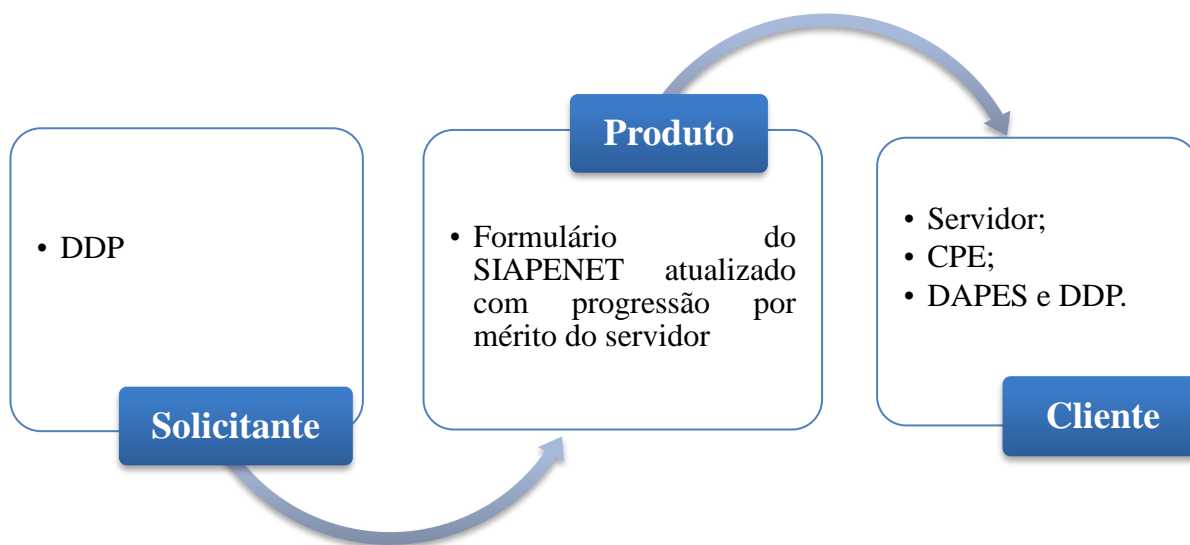 • DDP
Solicitante
Produto
• Formulário do
SIAPENET atualizado
com progressão por
mérito do servidor
• Servidor;
• CPE;
• DAPES e DDP.
Cliente